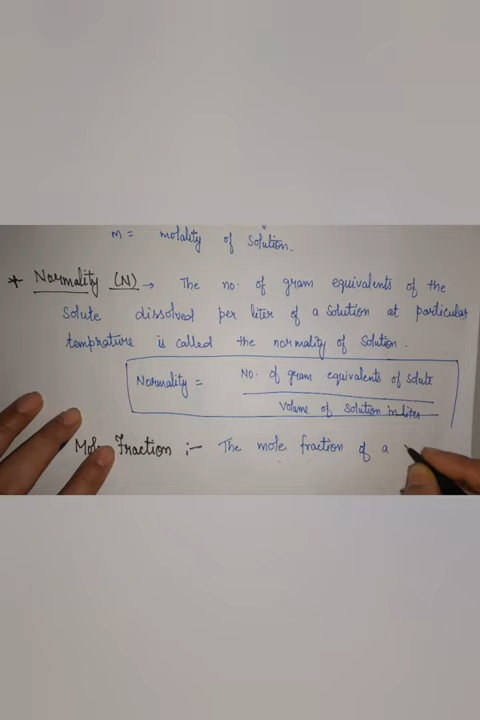 m = molality of Solution.
* Normality (N) → The no. of gram equivalents of the
Solute dissolved per liter of a solution at particular
temprature is called the normality of Solution.
Normality = No. of gram equivalents of solute
Volume of solution in liter
Mole Fraction :- The mole fraction of a